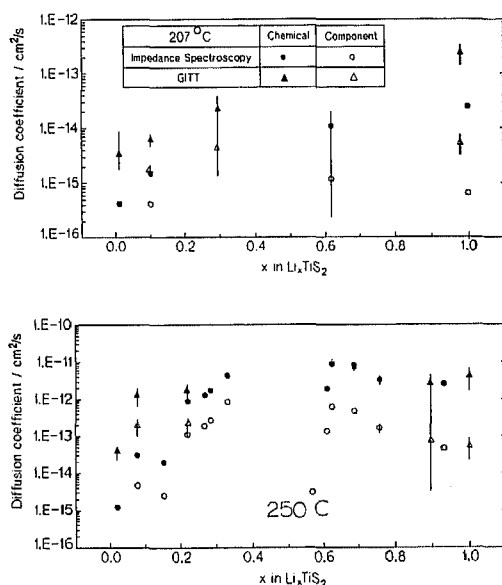 Diffusion coefficient / cm²/s
1.E-12
1.E-13
1.E-14
1.E-15
1.E-16
207 °C Chemical Component
Impedance Spectroscopy
GITT
0.0 0.2 0.4 0.6 0.8 1.0
x in LiₓTiS₂
Diffusion coefficient / cm²/s
1.E-10
1.E-11
1.E-12
1.E-13
1.E-14
1.E-15
1.E-16
250 C
0.0 0.2 0.4 0.6 0.8 1.0
x in LiₓTiS₂